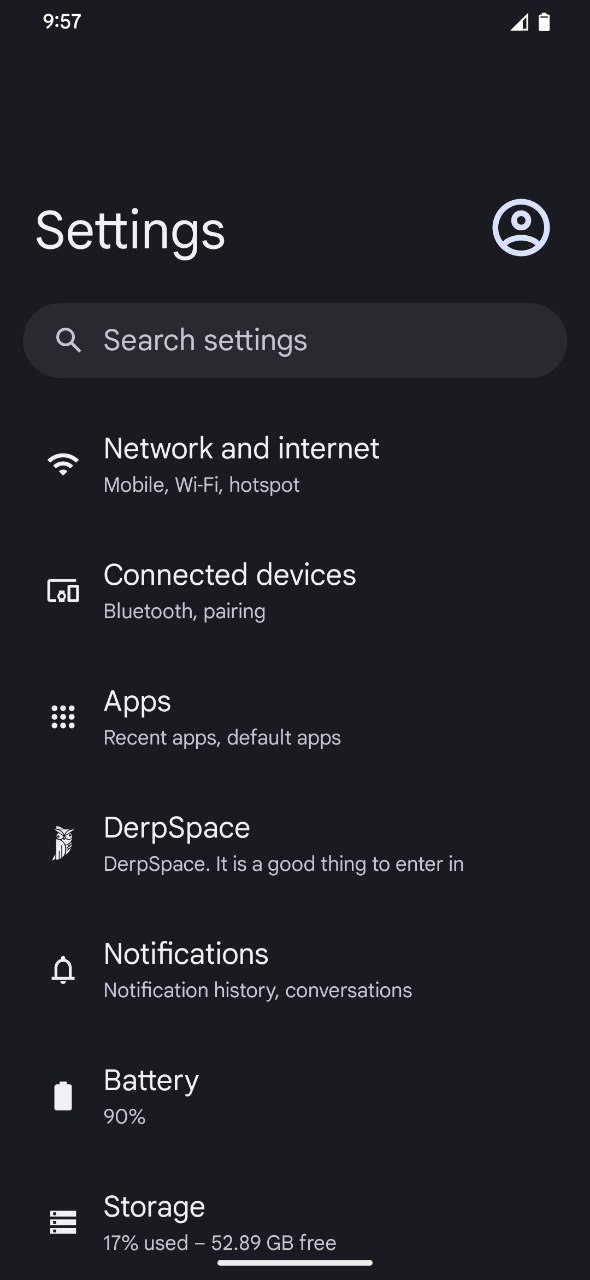 9:57
Settings
Search settings
Network and internet
Mobile, Wi-Fi, hotspot
Connected devices
Bluetooth, pairing
Apps
Recent apps, default apps
DerpSpace
DerpSpace. It is a good thing to enter in
Notifications
Notification history, conversations
Battery
90%
Storage
17% used – 52.89 GB free